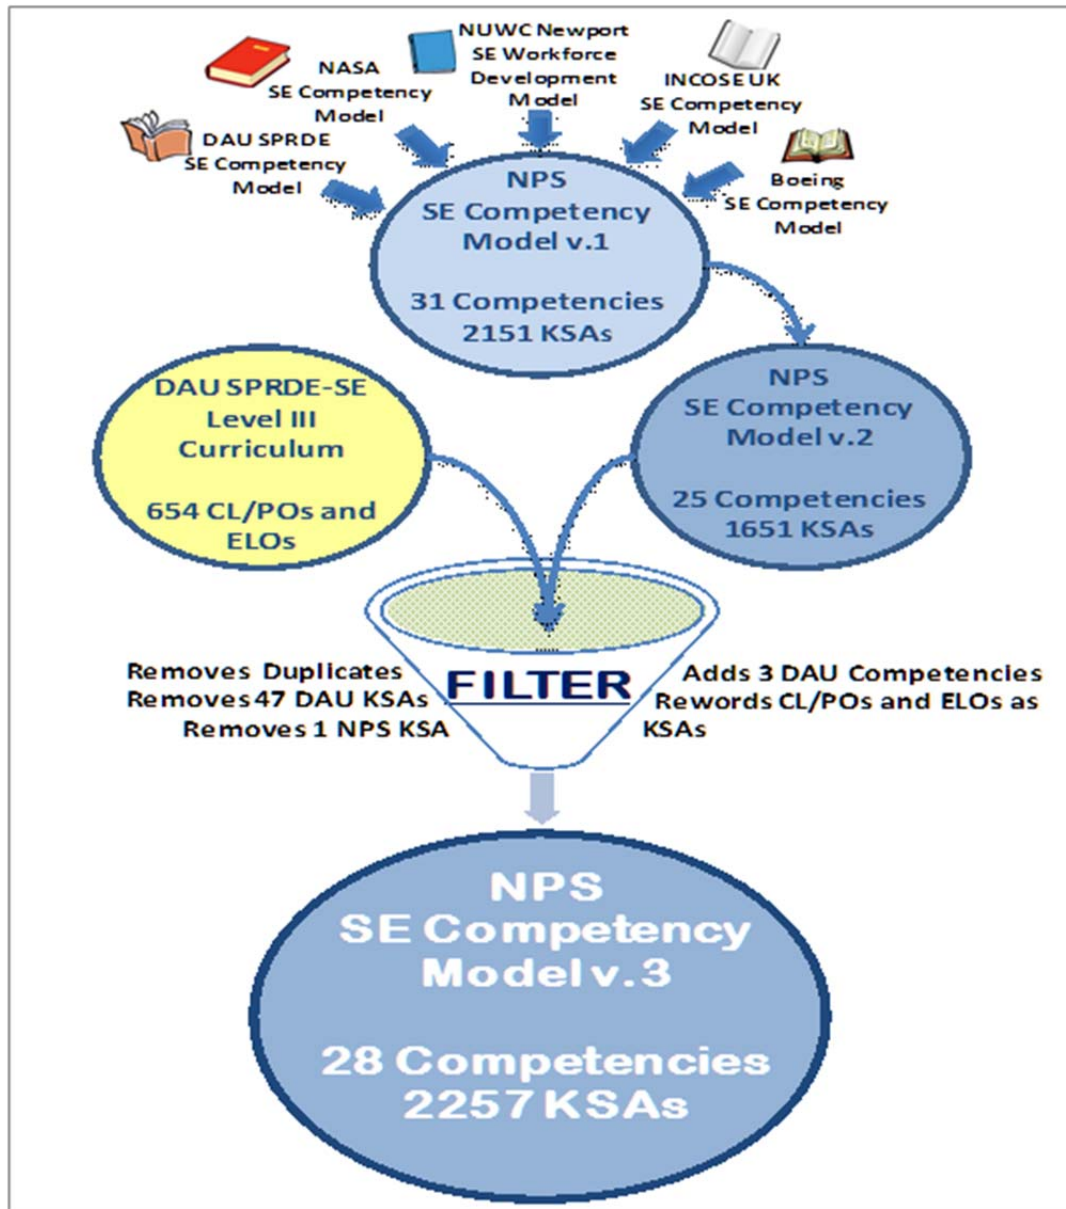 NUWC Newport
SE Workforce
Development
Model
NASA
SE Competency
Model
INCOSE UK
SE Competency
Model
DAU SPRDE
SE Competency
Model
Boeing
SE Competency
Model
NPS
SE Competency
Model v.1
31 Competencies
2151 KSAs
DAU SPRDE-SE
Level III
Curriculum
654 CL/POs and
ELOs
NPS
SE Competency
Model v.2
25 Competencies
1651 KSAs
Removes Duplicates
Removes 47 DAU KSAs
Removes 1 NPS KSA
FILTER
Adds 3 DAU Competencies
Rewords CL/POs and ELOs as
KSAs
NPS
SE Competency
Model v. 3
28 Competencies
2257 KSAs